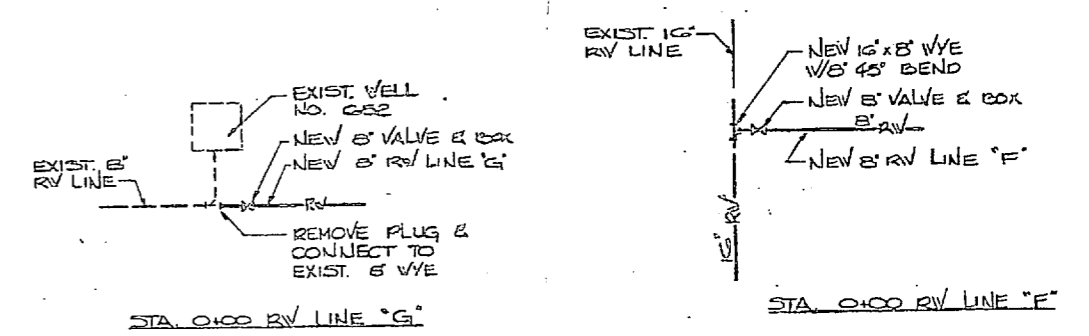 EXIST. WELL
NO. G52
NEW 8" VALVE & BOX
NEW 8" RW LINE "G"
EXIST. 8"
RW LINE
RW
REMOVE PLUG &
CONNECT TO
EXIST. 8" WYE
STA. 0+00 RW LINE "G"
EXIST. 16"
RW LINE
NEW 16" x 8" WYE
W/8" 45° BEND
NEW 8" VALVE & BOX
8" RW
NEW 8" RW LINE "F"
16" RW
STA. 0+00 RW LINE "F"